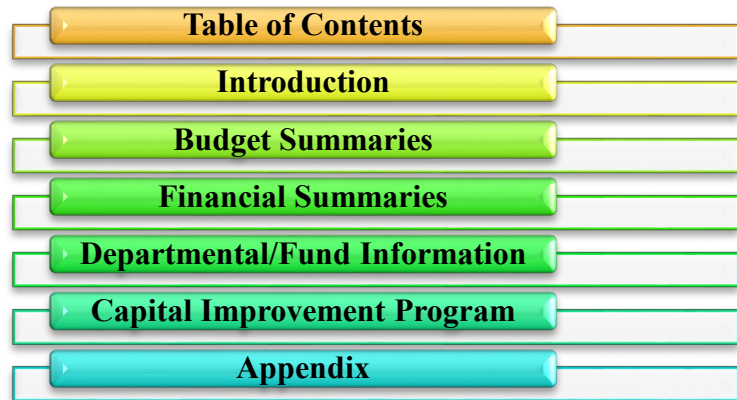 Table of Contents
Introduction
Budget Summaries
Financial Summaries
Departmental/Fund Information
Capital Improvement Program
Appendix